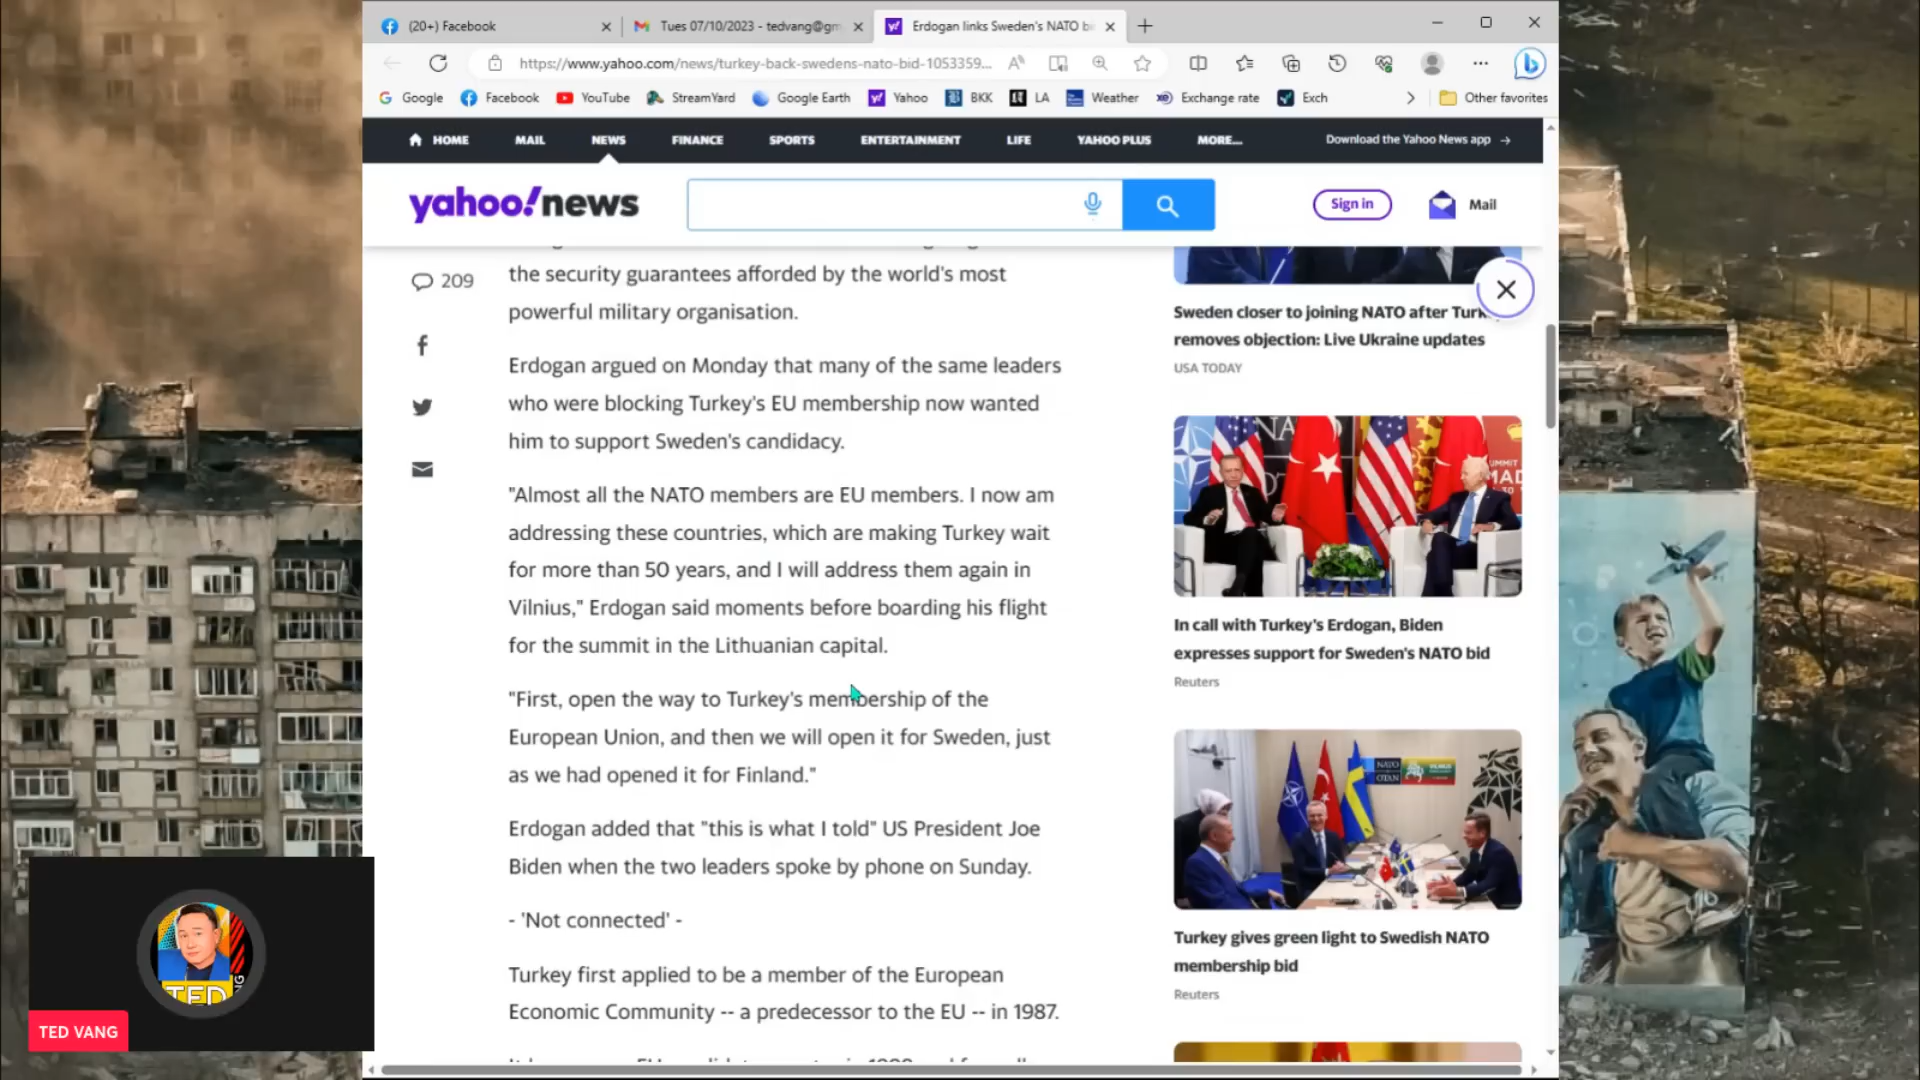 (20+) Facebook
Tues 07/10/2023 - tedvang@gm
Erdogan links Sweden's NATO bi
https://www.yahoo.com/news/turkey-back-swedens-nato-bid-1053359...
Google
Facebook
YouTube
StreamYard
Google Earth
Yahoo
BKK
LA
Weather
Exchange rate
Exch
Other favorites
HOME
MAIL
NEWS
FINANCE
SPORTS
ENTERTAINMENT
LIFE
YAHOO PLUS
MORE...
Download the Yahoo News app →
yahoo!news
Sign in
Mail
209
the security guarantees afforded by the world's most
powerful military organisation.
Erdogan argued on Monday that many of the same leaders
who were blocking Turkey's EU membership now wanted
him to support Sweden's candidacy.
"Almost all the NATO members are EU members. I now am
addressing these countries, which are making Turkey wait
for more than 50 years, and I will address them again in
Vilnius," Erdogan said moments before boarding his flight
for the summit in the Lithuanian capital.
"First, open the way to Turkey's membership of the
European Union, and then we will open it for Sweden, just
as we had opened it for Finland."
Erdogan added that "this is what I told" US President Joe
Biden when the two leaders spoke by phone on Sunday.
- 'Not connected' -
Turkey first applied to be a member of the European
Economic Community -- a predecessor to the EU -- in 1987.
Sweden closer to joining NATO after Turk
removes objection: Live Ukraine updates
USA TODAY
In call with Turkey's Erdogan, Biden
expresses support for Sweden's NATO bid
Reuters
NATO
OTAN
Turkey gives green light to Swedish NATO
membership bid
Reuters
TED
TED VANG